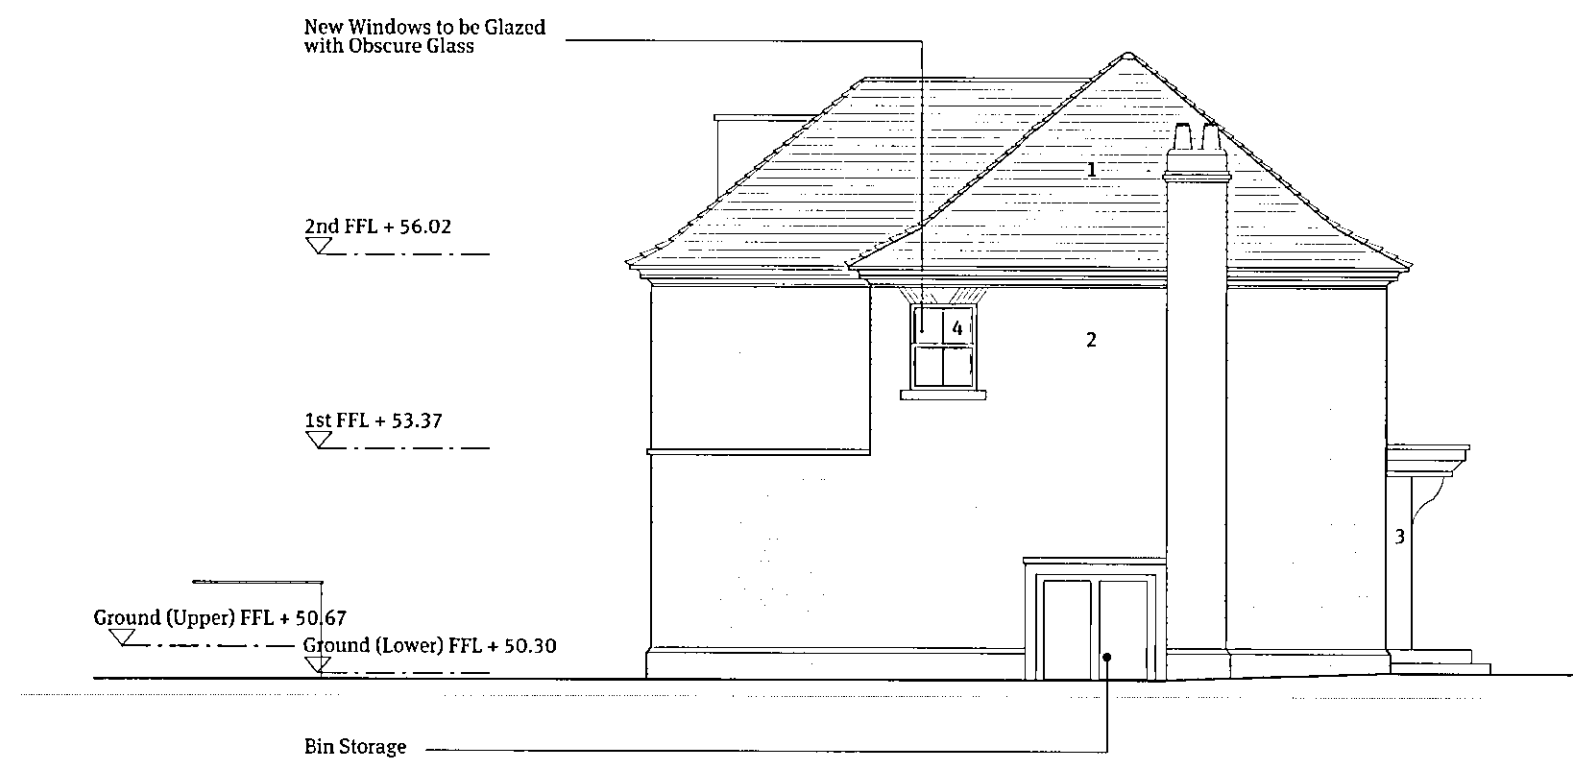 New Windows to be Glazed
with Obscure Glass
1
2nd FFL + 56.02
4
2
1st FFL + 53.37
3
Ground (Upper) FFL + 50.67
Ground (Lower) FFL + 50.30
Bin Storage